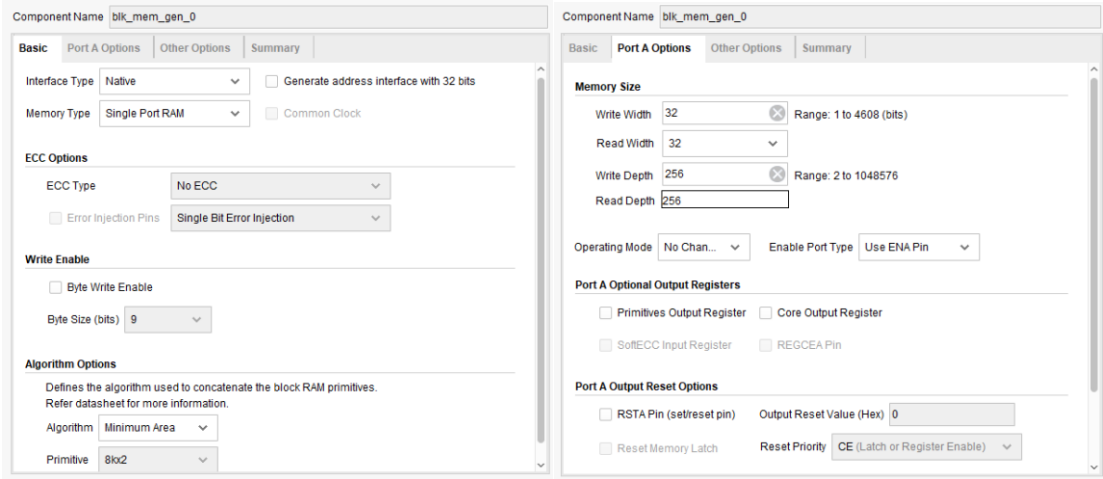 Component Name blk_mem_gen_0
Basic Port A Options Other Options Summary
Interface Type Native Generate address interface with 32 bits
Memory Type Single Port RAM Common Clock
ECC Options
ECC Type No ECC
Error Injection Pins Single Bit Error Injection
Write Enable
Byte Write Enable
Byte Size (bits) 9
Algorithm Options
Defines the algorithm used to concatenate the block RAM primitives.
Refer datasheet for more information.
Algorithm Minimum Area
Primitive 8kx2
Component Name blk_mem_gen_0
Basic Port A Options Other Options Summary
Memory Size
Write Width 32 Range: 1 to 4608 (bits)
Read Width 32
Write Depth 256 Range: 2 to 1048576
Read Depth 256
Operating Mode No Chan... Enable Port Type Use ENA Pin
Port A Optional Output Registers
Primitives Output Register Core Output Register
SoftECC Input Register REGCEA Pin
Port A Output Reset Options
RSTA Pin (set/reset pin) Output Reset Value (Hex) 0
Reset Memory Latch Reset Priority CE (Latch or Register Enable)